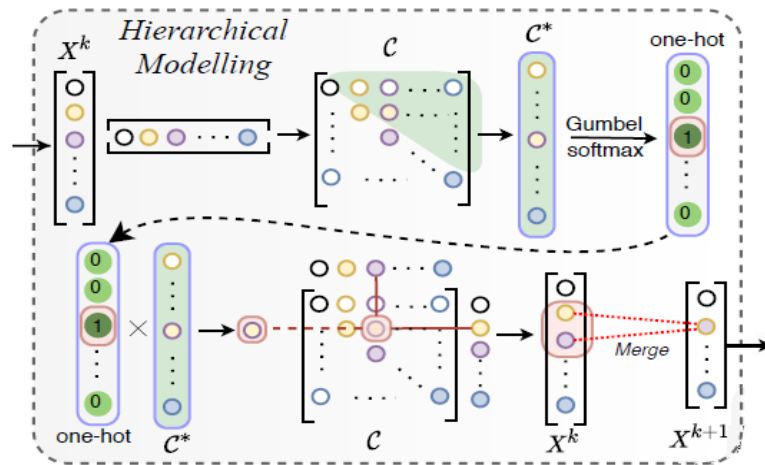 Hierarchical
Modelling
X^k
C
C*
one-hot
0
0
1
0
Gumbel
softmax
0
0
1
0
×
one-hot
C*
C
X^k
Merge
X^{k+1}